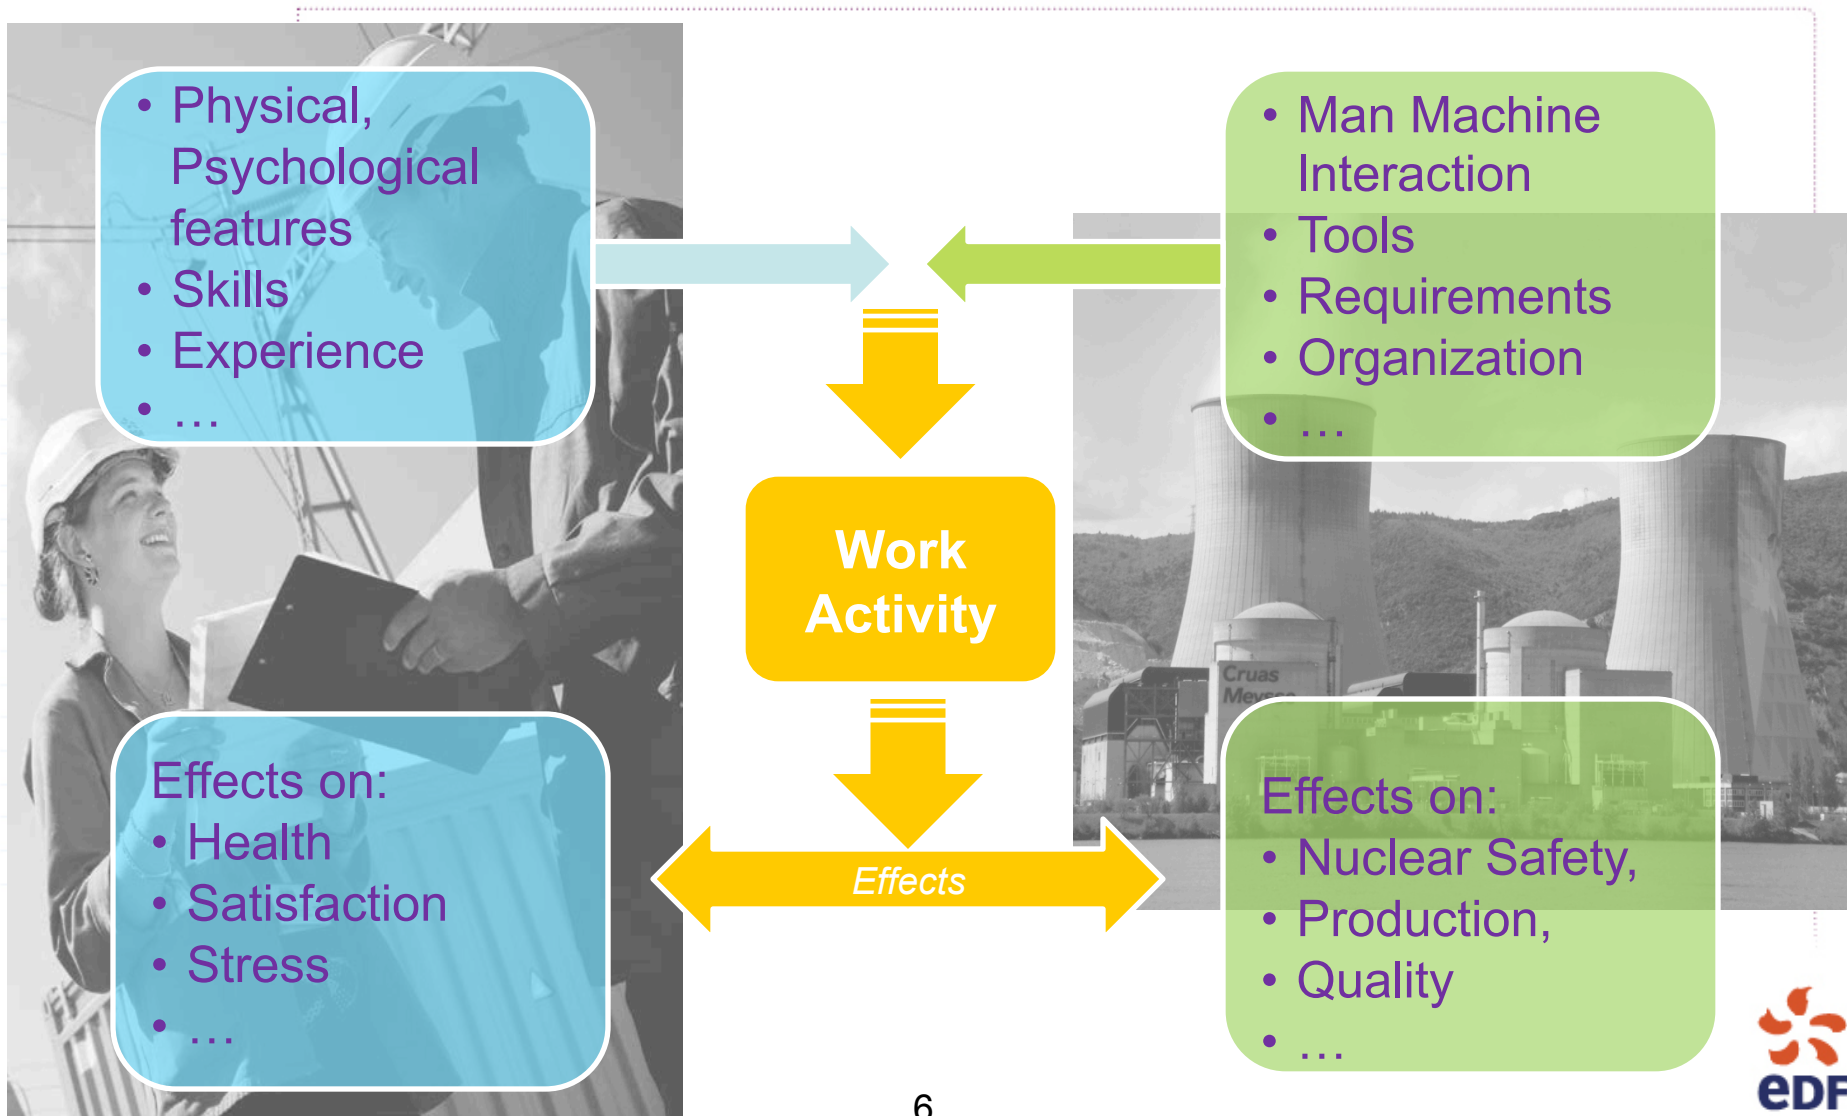 • Physical,
Psychological
features
• Skills
• Experience
• …
• Man Machine
Interaction
• Tools
• Requirements
• Organization
• …
Work
Activity
Cruas
Meysse
Effects on:
• Health
• Satisfaction
• Stress
• …
Effects
Effects on:
• Nuclear Safety,
• Production,
• Quality
• …
6
eDF